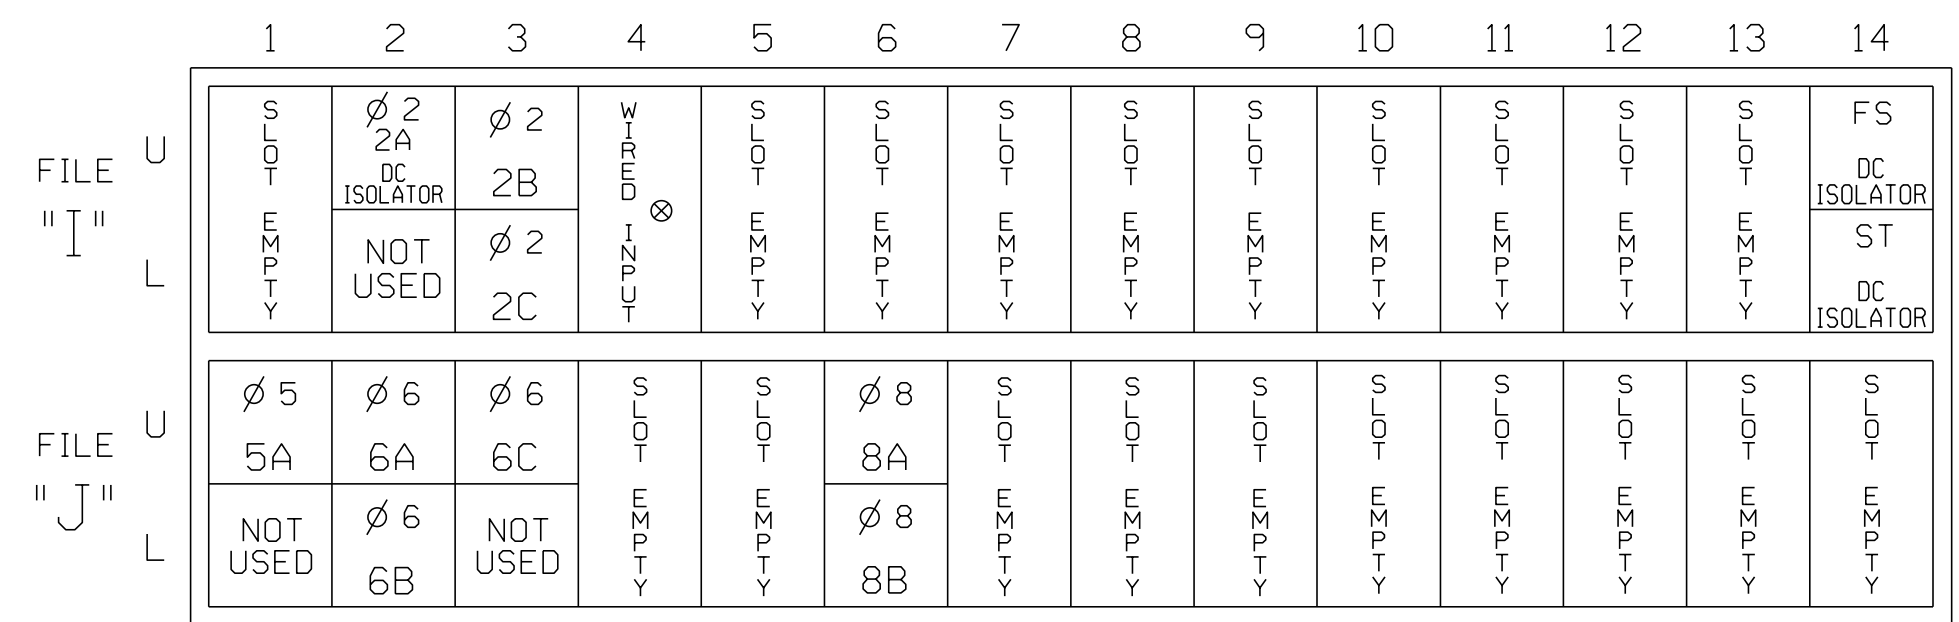 1 2 3 4 5 6 7 8 9 10 11 12 13 14
FILE
"I"
U
L
SLOT EMPTY
Ø 2
2A
DC
ISOLATOR
NOT
USED
Ø 2
2B
Ø 2
2C
WIRED INPUT
SLOT EMPTY
SLOT EMPTY
SLOT EMPTY
SLOT EMPTY
SLOT EMPTY
SLOT EMPTY
SLOT EMPTY
SLOT EMPTY
SLOT EMPTY
FS
DC
ISOLATOR
ST
DC
ISOLATOR
FILE
"J"
U
L
Ø 5
5A
NOT
USED
Ø 6
6A
Ø 6
6B
Ø 6
6C
NOT
USED
SLOT EMPTY
SLOT EMPTY
Ø 8
8A
Ø 8
8B
SLOT EMPTY
SLOT EMPTY
SLOT EMPTY
SLOT EMPTY
SLOT EMPTY
SLOT EMPTY
SLOT EMPTY
SLOT EMPTY